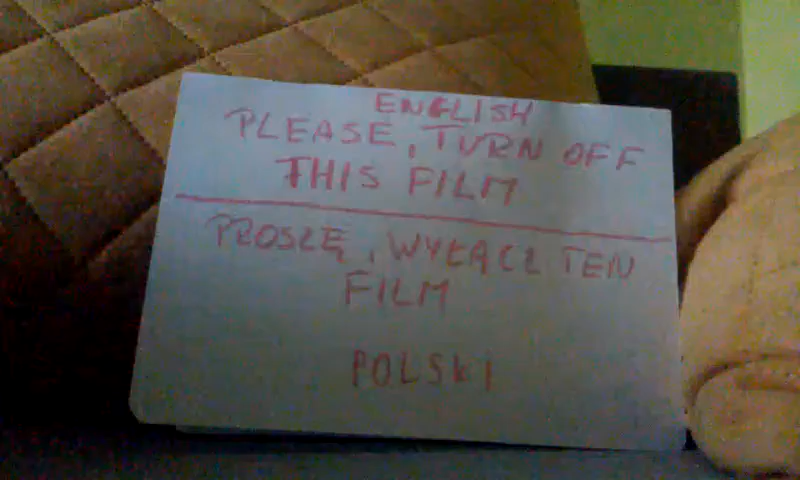 ENGLISH
PLEASE, TURN OFF
THIS FILM
PROSZĘ, WYŁĄCZ TEN
FILM
POLSKI